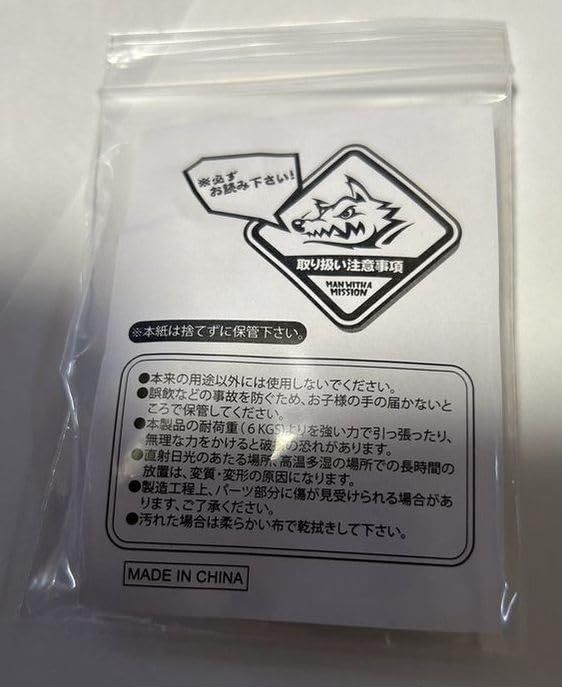 ※必ず
お読み下さい!
取り扱い注意事項
MAN WITH A
MISSION
※本紙は捨てずに保管下さい。
●本来の用途以外には使用しないでください。
●誤飲などの事故を防ぐため、お子様の手の届かないと
ころで保管してください。
●本製品の耐荷重(6KGS)よりを強い力で引っ張ったり、
無理な力をかけると破損の恐れがあります。
●直射日光のあたる場所、高温多湿の場所での長時間の
放置は、変質・変形の原因になります。
●製造工程上、パーツ部分に傷が見受けられる場合があ
ります、ご了承ください。
●汚れた場合は柔らかい布で乾拭きして下さい。
MADE IN CHINA